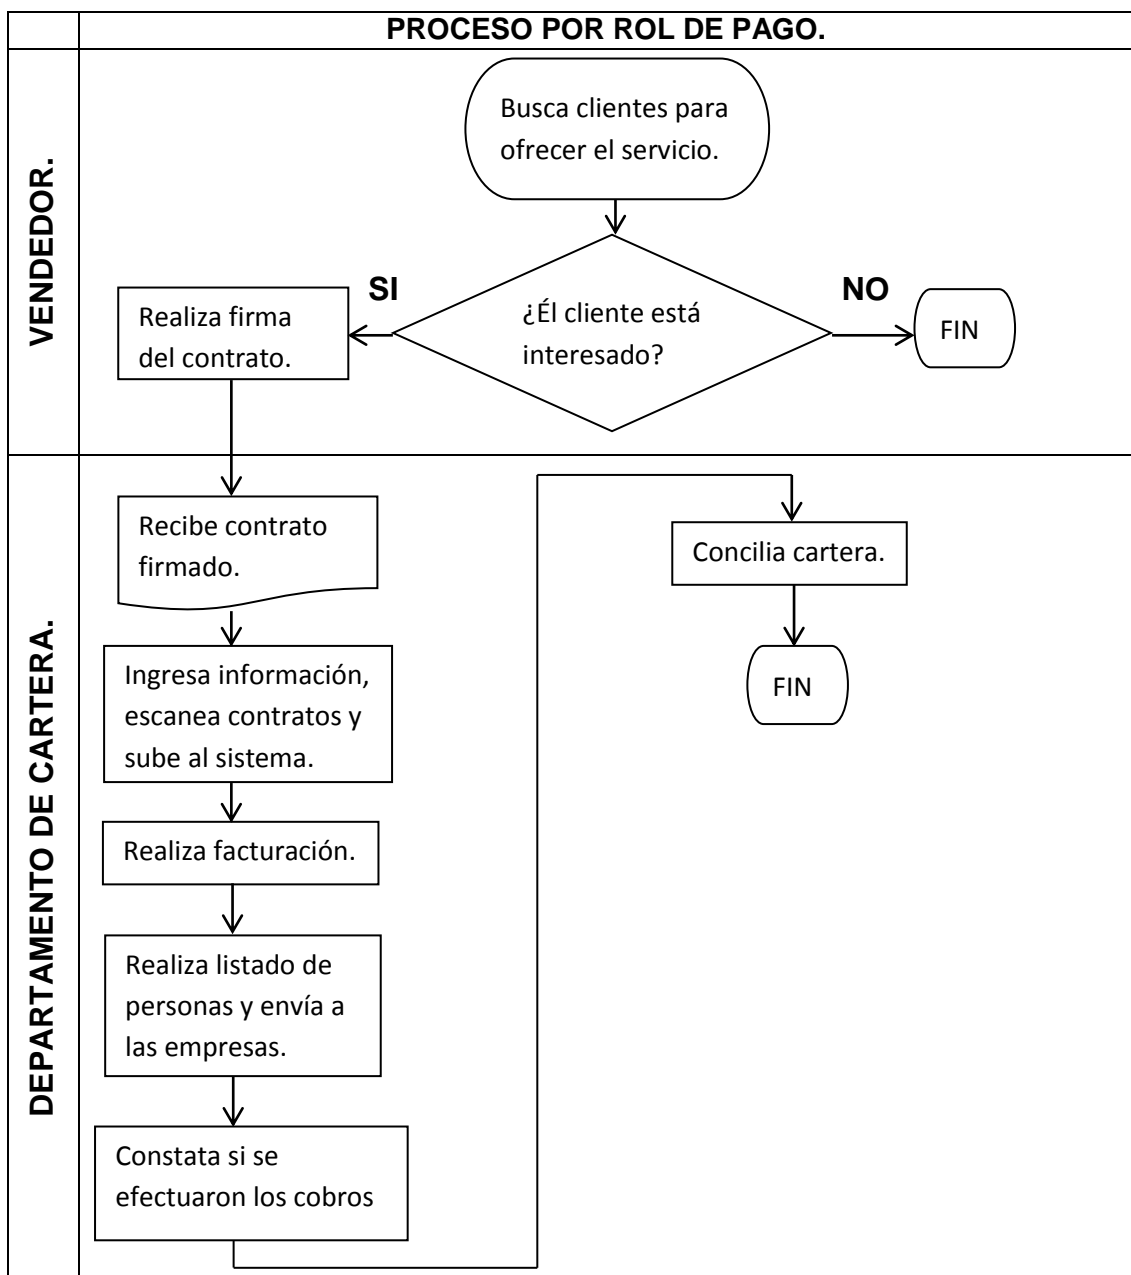 PROCESO POR ROL DE PAGO.
VENDEDOR.
Busca clientes para
ofrecer el servicio.
¿Él cliente está
interesado?
SI
NO
Realiza firma
del contrato.
FIN
DEPARTAMENTO DE CARTERA.
Recibe contrato
firmado.
Ingresa información,
escanea contratos y
sube al sistema.
Realiza facturación.
Realiza listado de
personas y envía a
las empresas.
Constata si se
efectuaron los cobros
Concilia cartera.
FIN